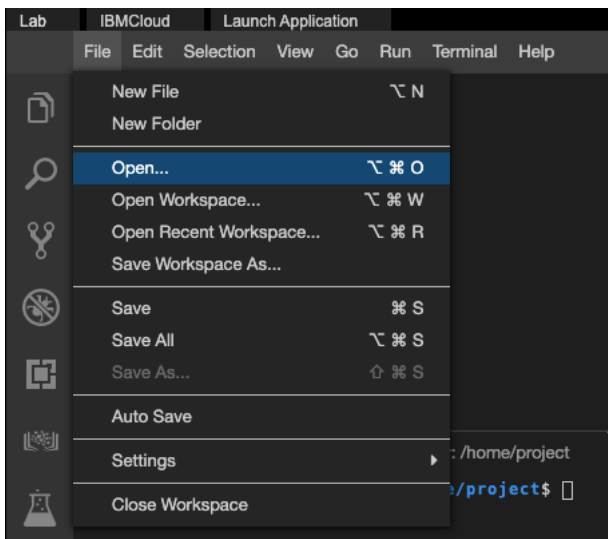 Lab IBMCloud Launch Application
File Edit Selection View Go Run Terminal Help
New File ⌥ N
New Folder
Open... ⌥ ⌘ O
Open Workspace... ⌥ ⌘ W
Open Recent Workspace... ⌥ ⌘ R
Save Workspace As...
Save ⌘ S
Save All ⌥ ⌘ S
Save As... ⇧ ⌘ S
Auto Save
Settings
: /home/project
/project$
Close Workspace